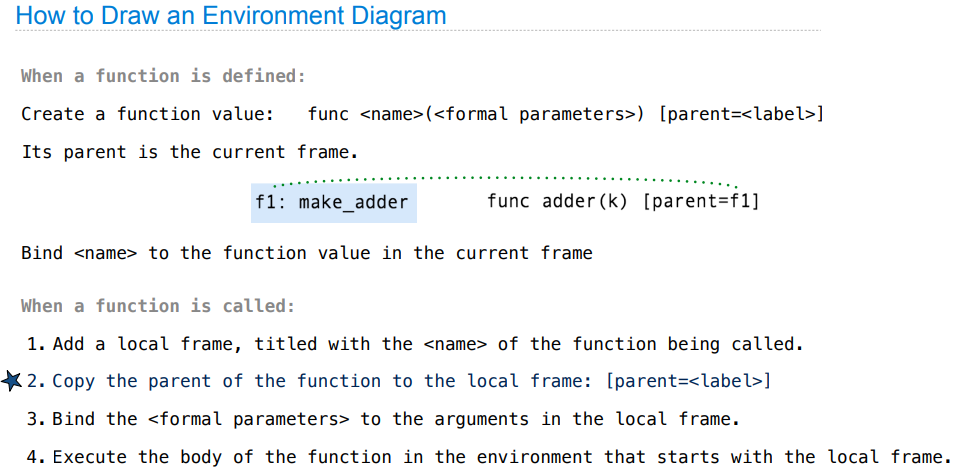 How to Draw an Environment Diagram
When a function is defined:
Create a function value: func <name>(<formal parameters>) [parent=<label>]
Its parent is the current frame.
f1: make_adder func adder(k) [parent=f1]
Bind <name> to the function value in the current frame
When a function is called:
1. Add a local frame, titled with the <name> of the function being called.
2. Copy the parent of the function to the local frame: [parent=<label>]
3. Bind the <formal parameters> to the arguments in the local frame.
4. Execute the body of the function in the environment that starts with the local frame.